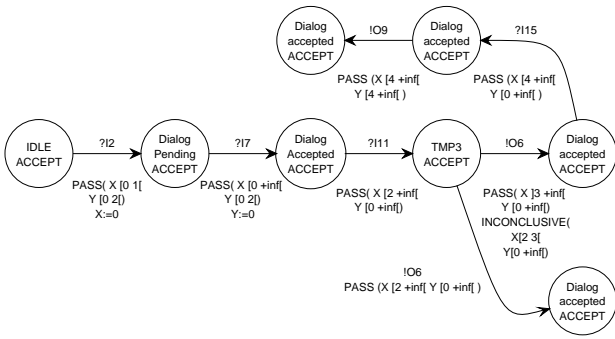 Dialog
accepted
ACCEPT
!O9
Dialog
accepted
ACCEPT
?I15
PASS (X [4 +inf[
Y [4 +inf[ )
PASS (X [4 +inf[
Y [0 +inf[ )
IDLE
ACCEPT
?I2
Dialog
Pending
ACCEPT
?I7
Dialog
Accepted
ACCEPT
?I11
TMP3
ACCEPT
!O6
Dialog
accepted
ACCEPT
PASS( X [0 1[
Y [0 2[)
X:=0
PASS( X [0 +inf[
Y [0 2[)
Y:=0
PASS( X [2 +inf[
Y [0 +inf[)
PASS( X ]3 +inf[
Y [0 +inf[)
INCONCLUSIVE(
X[2 3[
Y[0 +inf[)
!O6
PASS (X [2 +inf[ Y [0 +inf[ )
Dialog
accepted
ACCEPT